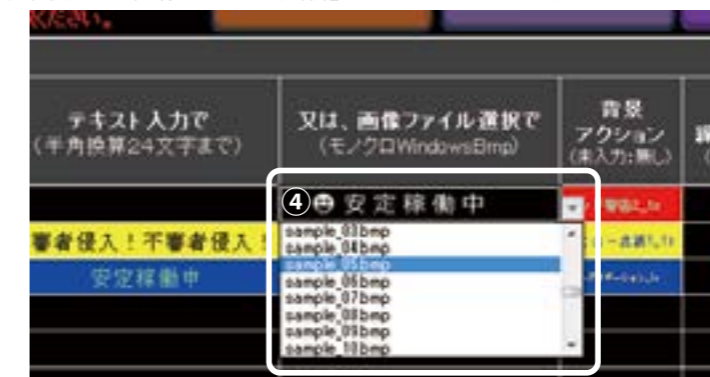 ください。
テキスト入力で
(半角換算24文字まで)
又は、画像ファイル選択で
(モノクロWindowsBmp)
背景
アクション
(未入力:無し)
④
安定稼働中
審者侵入!不審者侵入!
安定稼働中
sample_03.bmp
sample_04.bmp
sample_05.bmp
sample_06.bmp
sample_07.bmp
sample_08.bmp
sample_09.bmp
sample_10.bmp